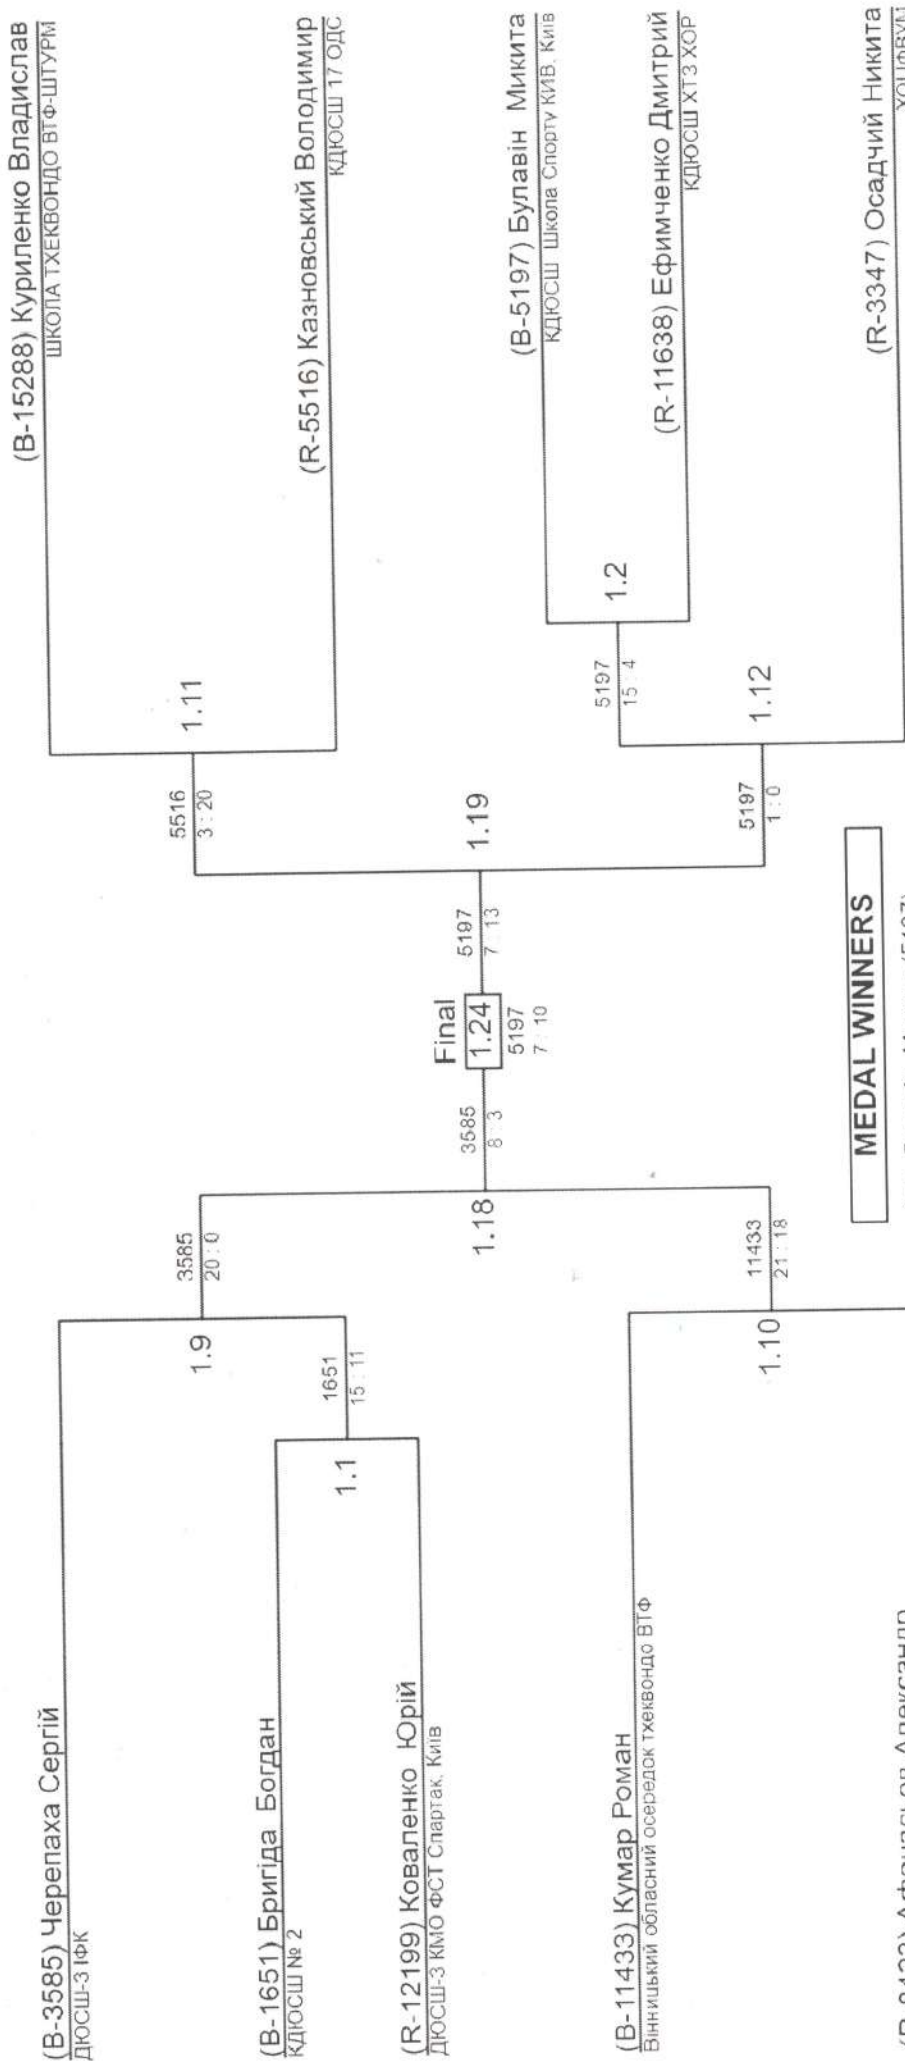 (B-3585) Черепаха Сергій
ДЮСШ-3 ІФК
(B-1651) Бригіда Богдан
КДЮСШ № 2
(R-12199) Коваленко Юрій
ДЮСШ-3 КМО ФСТ Спартак, Київ
(B-11433) Кумар Роман
Вінницький обласний осередок тхеквондо ВТФ
1.1
1651
15 : 11
1.9
3585
20 : 0
1.10
11433
21 : 18
1.18
3585
8 : 3
Final
1.24
5197
7 : 10
5197
7 : 13
1.19
5516
3 : 20
1.11
5197
1 : 0
1.12
5197
15 : 4
1.2
(B-15288) Куриленко Владислав
ШКОЛА ТХЕКВОНДО ВТФ-ШТУРМ
(R-5516) Казновський Володимир
КДЮСШ 17 ОДС
(B-5197) Булавін Микита
КДЮСШ Школа Спорту КИВ, Київ
(R-11638) Ефимченко Дмитрий
КДЮСШ ХТЗ ХОР
(R-3347) Осадчий Никита
MEDAL WINNERS